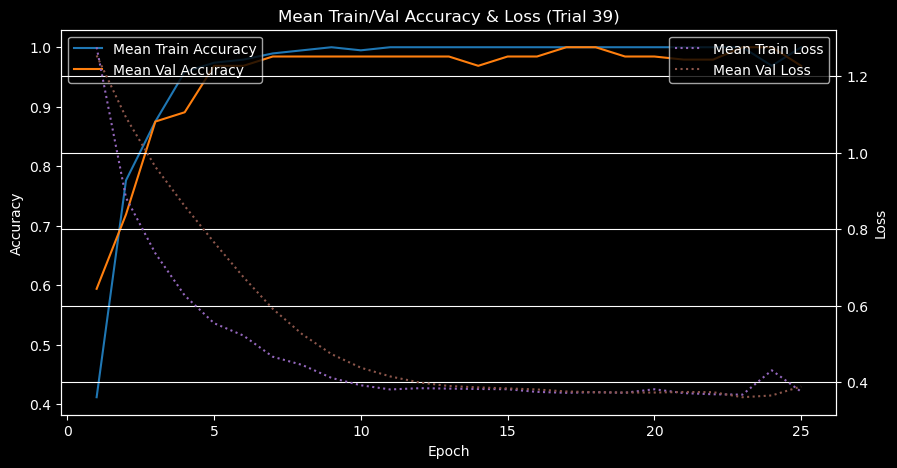 Mean Train/Val Accuracy & Loss (Trial 39)
Mean Train Accuracy
Mean Val Accuracy
Mean Train Loss
Mean Val Loss
1.0
0.9
0.8
0.7
0.6
0.5
0.4
Accuracy
1.2
1.0
0.8
0.6
0.4
Loss
0 5 10 15 20 25
Epoch